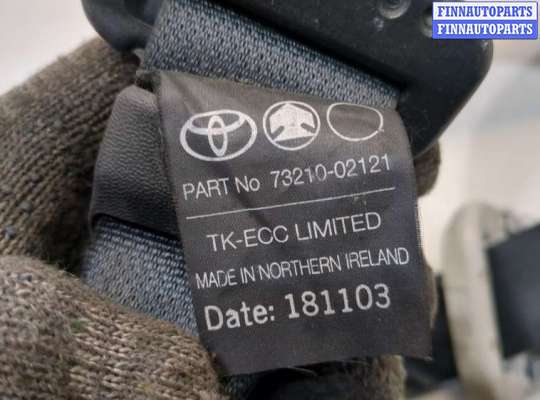 FINNAUTOPARTS
FINNAUTOPARTS
PART No 73210-02121
TK-ECC LIMITED
MADE IN NORTHERN IRELAND
Date: 181103